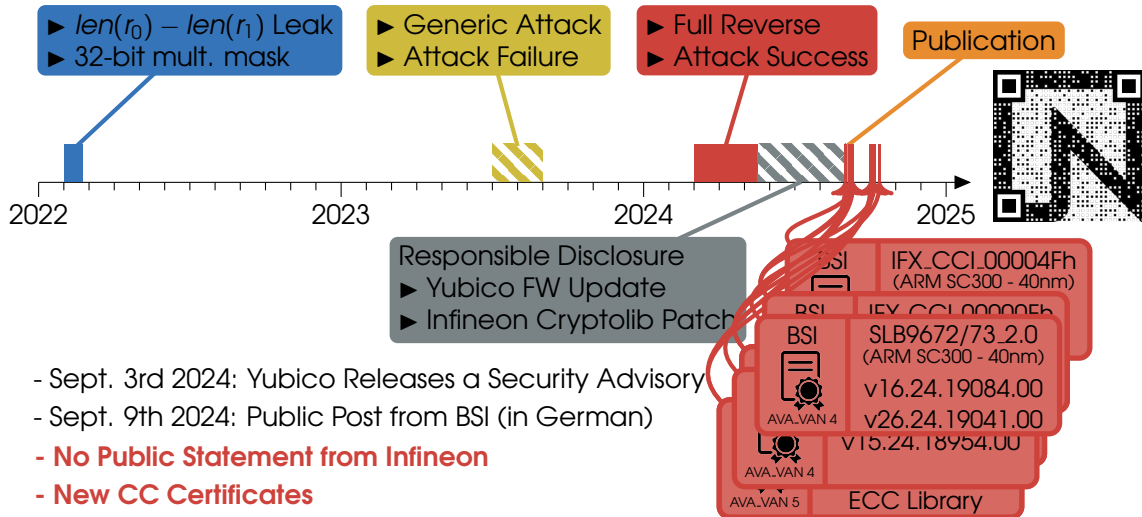 ► len(r₀) – len(r₁) Leak
► 32-bit mult. mask
► Generic Attack
► Attack Failure
► Full Reverse
► Attack Success
Publication
2022
2023
2024
2025
Responsible Disclosure
► Yubico FW Update
► Infineon Cryptolib Patch
BSI
IFX_CCI_00004Fh
(ARM SC300 - 40nm)
BSI
BSI
SLB9672/73_2.0
(ARM SC300 - 40nm)
v16.24.19084.00
v26.24.19041.00
AVA_VAN 4
v15.24.18954.00
AVA_VAN 4
AVA_VAN 5
ECC Library
- Sept. 3rd 2024: Yubico Releases a Security Advisory
- Sept. 9th 2024: Public Post from BSI (in German)
- No Public Statement from Infineon
- New CC Certificates